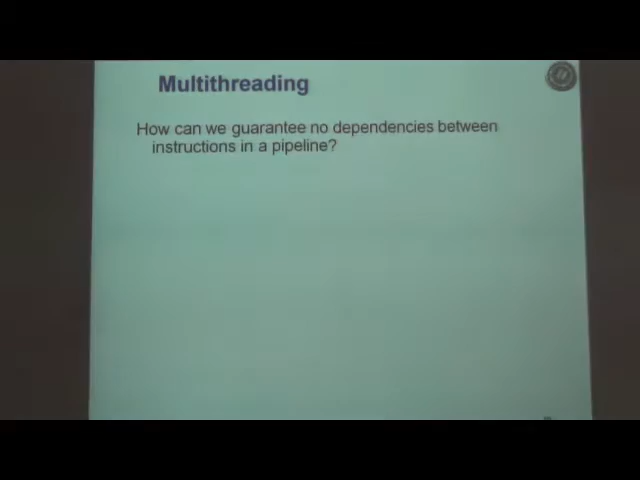 Multithreading
How can we guarantee no dependencies between
instructions in a pipeline?